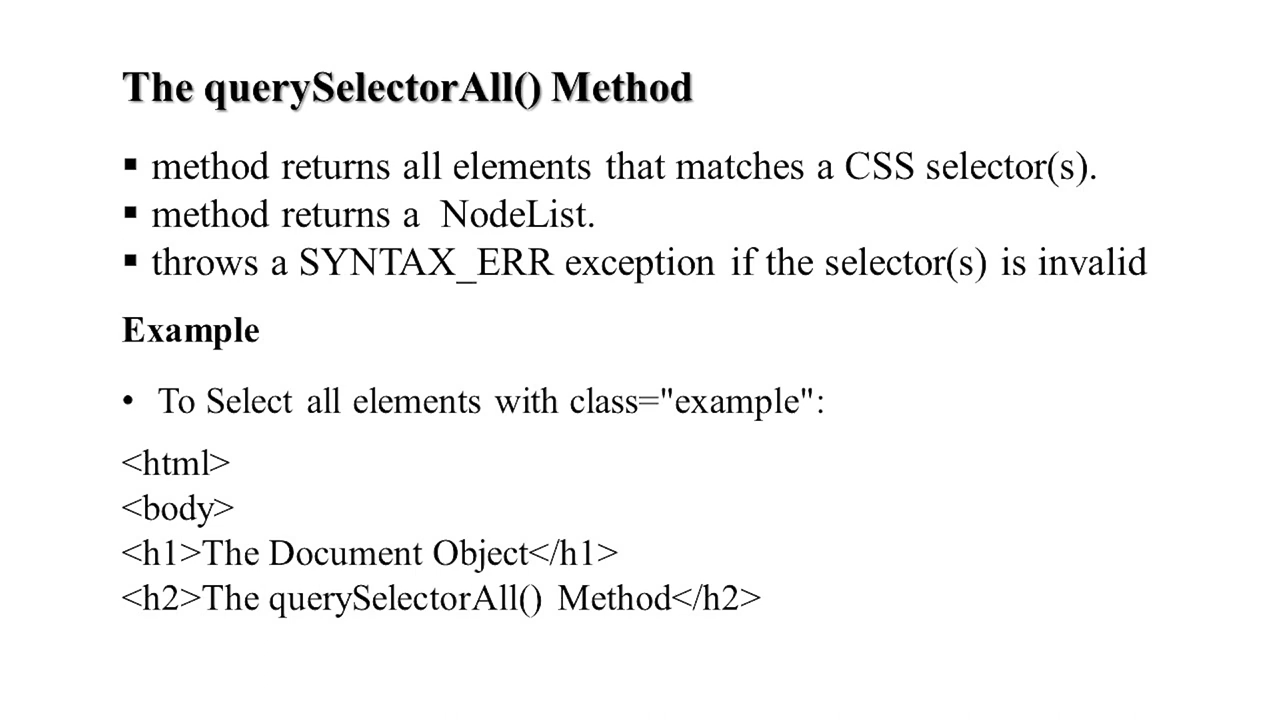 The querySelectorAll() Method
▪ method returns all elements that matches a CSS selector(s).
▪ method returns a NodeList.
▪ throws a SYNTAX_ERR exception if the selector(s) is invalid
Example
• To Select all elements with class="example":
<html>
<body>
<h1>The Document Object</h1>
<h2>The querySelectorAll() Method</h2>